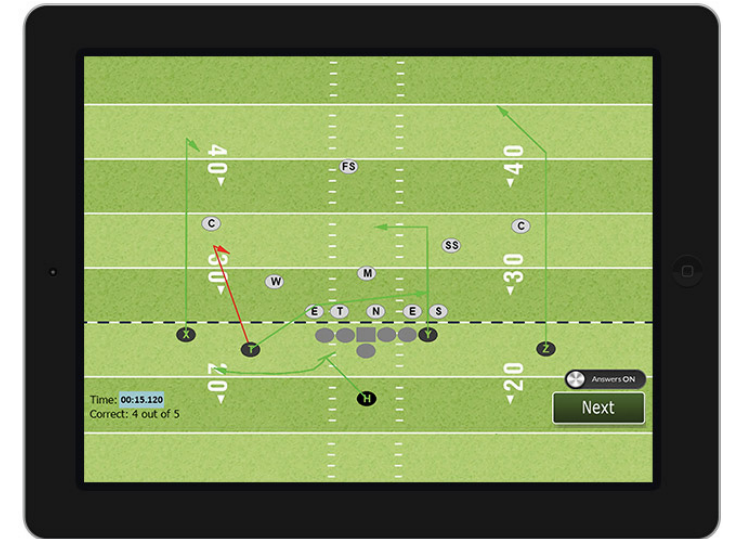 40
40
FS
C
C
SS
30
M
30
W
E T N E S
X
Y
T
Z
20
20
Answers ON
H
Time: 00:15.120
Next
Correct: 4 out of 5